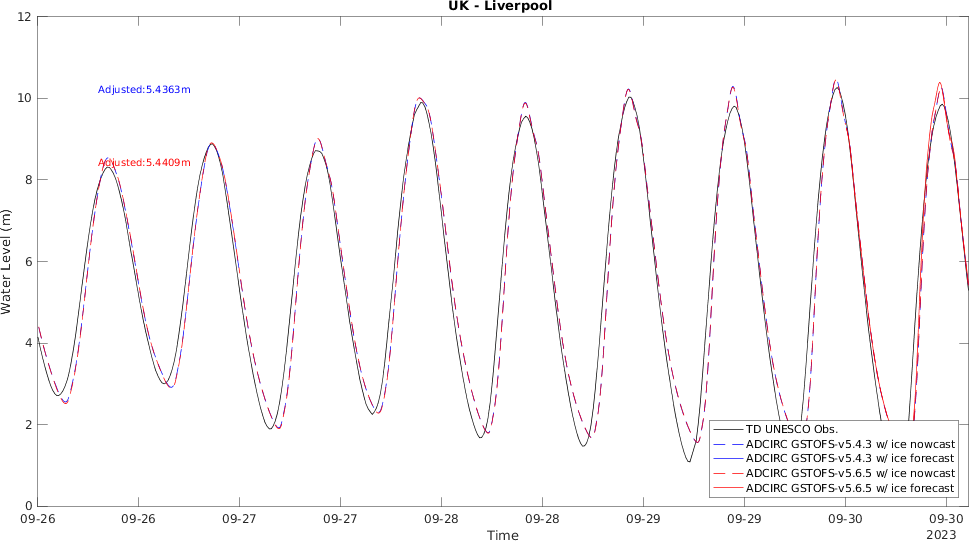 UK - Liverpool
12
10
8
6
4
2
0
Water Level (m)
Adjusted:5.4363m
Adjusted:5.4409m
TD UNESCO Obs.
ADCIRC GSTOFS-v5.4.3 w/ ice nowcast
ADCIRC GSTOFS-v5.4.3 w/ ice forecast
ADCIRC GSTOFS-v5.6.5 w/ ice nowcast
ADCIRC GSTOFS-v5.6.5 w/ ice forecast
09-26 09-26 09-27 09-27 09-28 09-28 09-29 09-29 09-30 09-30
2023
Time